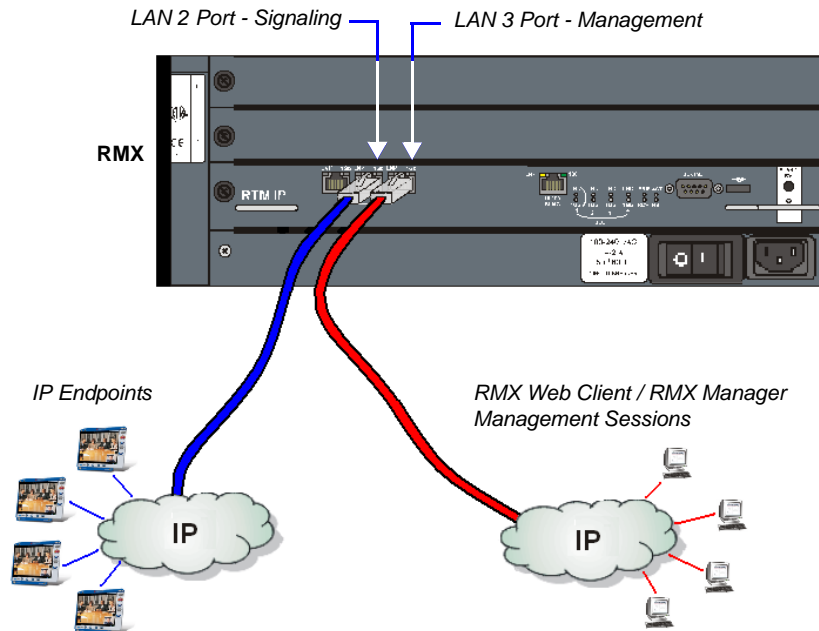 LAN 2 Port - Signaling
LAN 3 Port - Management
RMX
RTM IP
IP Endpoints
RMX Web Client / RMX Manager
Management Sessions
IP
IP